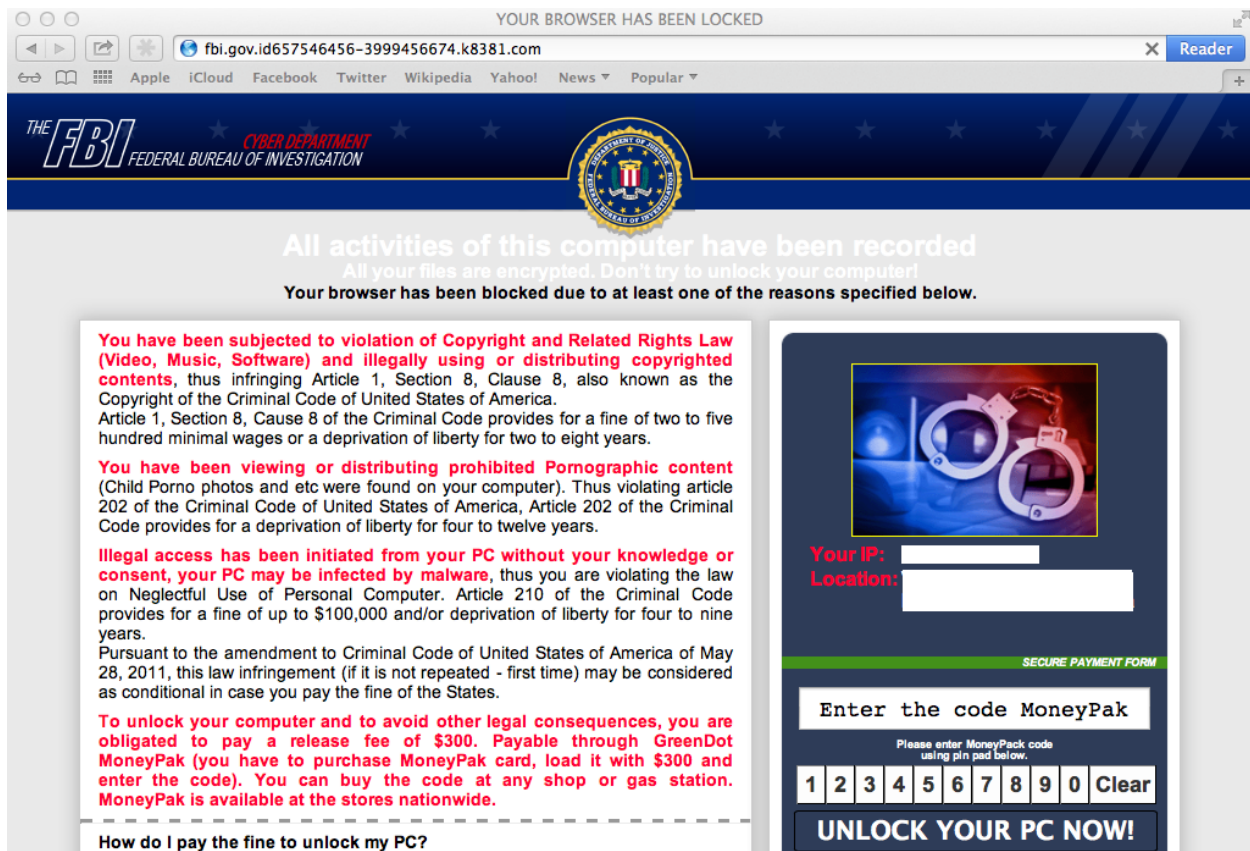 YOUR BROWSER HAS BEEN LOCKED
fbi.gov.id657546456-3999456674.k8381.com
Reader
Apple iCloud Facebook Twitter Wikipedia Yahoo! News Popular
THE FBI CYBER DEPARTMENT
FEDERAL BUREAU OF INVESTIGATION
DEPARTMENT OF JUSTICE
FEDERAL BUREAU OF INVESTIGATION
All activities of this computer have been recorded
All your files are encrypted. Don't try to unlock your computer!
Your browser has been blocked due to at least one of the reasons specified below.
You have been subjected to violation of Copyright and Related Rights Law
(Video, Music, Software) and illegally using or distributing copyrighted
contents, thus infringing Article 1, Section 8, Clause 8, also known as the
Copyright of the Criminal Code of United States of America.
Article 1, Section 8, Cause 8 of the Criminal Code provides for a fine of two to five
hundred minimal wages or a deprivation of liberty for two to eight years.
You have been viewing or distributing prohibited Pornographic content
(Child Porno photos and etc were found on your computer). Thus violating article
202 of the Criminal Code of United States of America, Article 202 of the Criminal
Code provides for a deprivation of liberty for four to twelve years.
Illegal access has been initiated from your PC without your knowledge or
consent, your PC may be infected by malware, thus you are violating the law
on Neglectful Use of Personal Computer. Article 210 of the Criminal Code
provides for a fine of up to $100,000 and/or deprivation of liberty for four to nine
years.
Pursuant to the amendment to Criminal Code of United States of America of May
28, 2011, this law infringement (if it is not repeated - first time) may be considered
as conditional in case you pay the fine of the States.
To unlock your computer and to avoid other legal consequences, you are
obligated to pay a release fee of $300. Payable through GreenDot
MoneyPak (you have to purchase MoneyPak card, load it with $300 and
enter the code). You can buy the code at any shop or gas station.
MoneyPak is available at the stores nationwide.
How do I pay the fine to unlock my PC?
Your IP:
Location:
SECURE PAYMENT FORM
Enter the code MoneyPak
Please enter MoneyPack code
using pin pad below.
1 2 3 4 5 6 7 8 9 0 Clear
UNLOCK YOUR PC NOW!